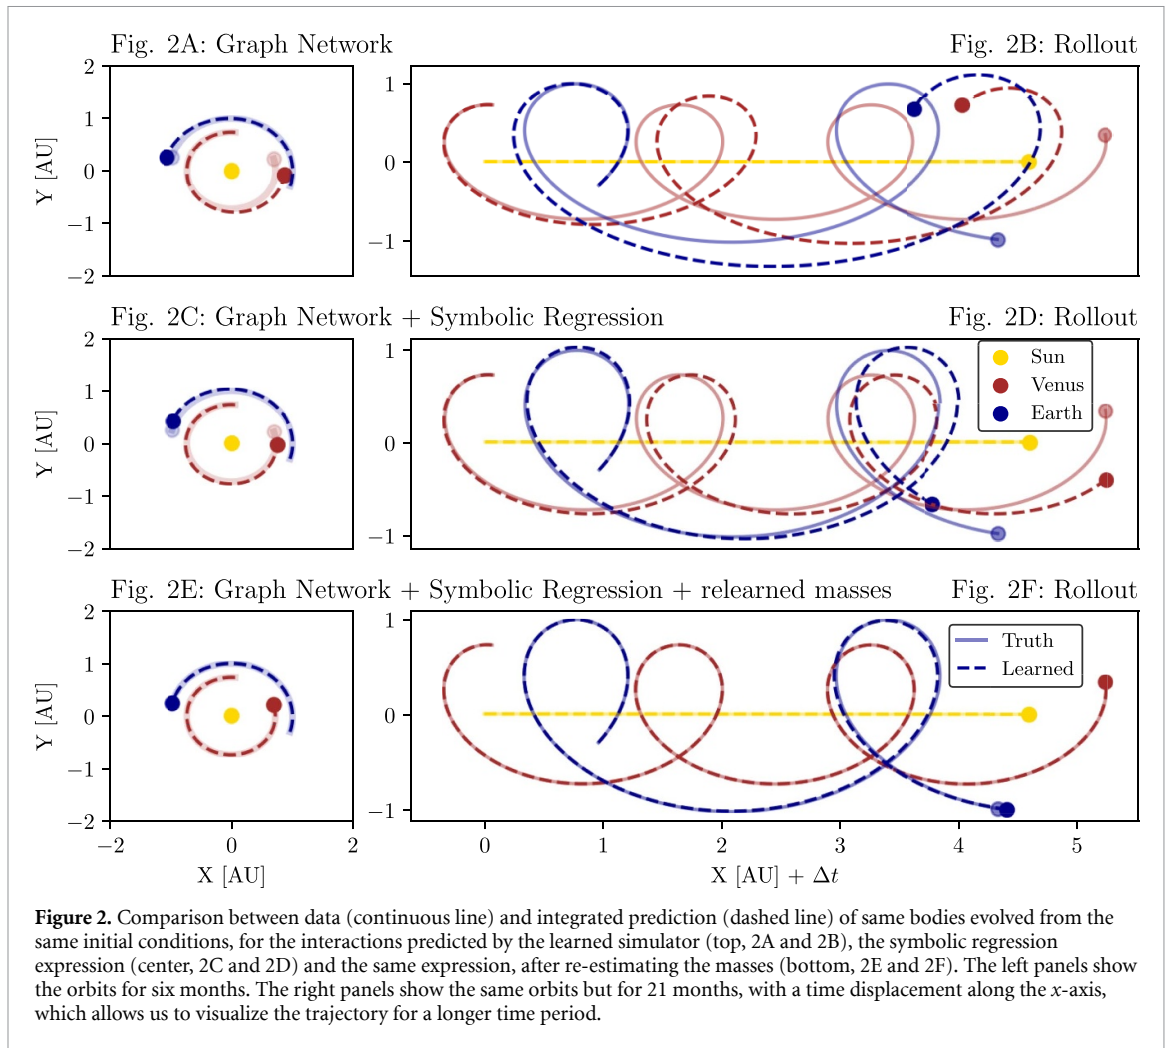 Fig. 2A: Graph Network
Fig. 2B: Rollout
2
1
0
−1
−2
Y [AU]
1
0
−1
Fig. 2C: Graph Network + Symbolic Regression
Fig. 2D: Rollout
2
1
0
−1
−2
Y [AU]
1
0
−1
Sun
Venus
Earth
Fig. 2E: Graph Network + Symbolic Regression + relearned masses
Fig. 2F: Rollout
2
1
0
−1
−2
Y [AU]
1
0
−1
Truth
Learned
−2 0 2
X [AU]
0 1 2 3 4 5
X [AU] + Δt
Figure 2. Comparison between data (continuous line) and integrated prediction (dashed line) of same bodies evolved from the
same initial conditions, for the interactions predicted by the learned simulator (top, 2A and 2B), the symbolic regression
expression (center, 2C and 2D) and the same expression, after re-estimating the masses (bottom, 2E and 2F). The left panels show
the orbits for six months. The right panels show the same orbits but for 21 months, with a time displacement along the x-axis,
which allows us to visualize the trajectory for a longer time period.